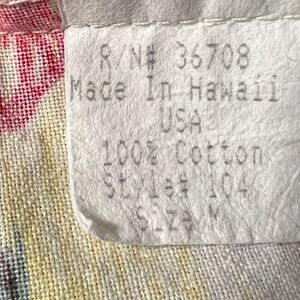 R/N# 36708
Made In Hawaii
USA
100% Cotton
Style# 104
Size M